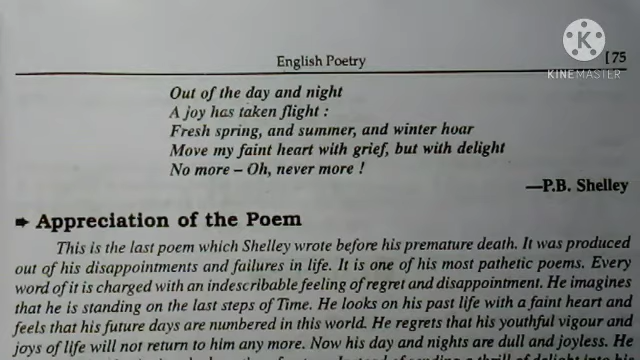 English Poetry [75
KINEMASTER
Out of the day and night
A joy has taken flight :
Fresh spring, and summer, and winter hoar
Move my faint heart with grief, but with delight
No more – Oh, never more !
—P.B. Shelley
➨ Appreciation of the Poem
This is the last poem which Shelley wrote before his premature death. It was produced
out of his disappointments and failures in life. It is one of his most pathetic poems. Every
word of it is charged with an indescribable feeling of regret and disappointment. He imagines
that he is standing on the last steps of Time. He looks on his past life with a faint heart and
feels that his future days are numbered in this world. He regrets that his youthful vigour and
joys of life will not return to him any more. Now his day and nights are dull and joyless. He